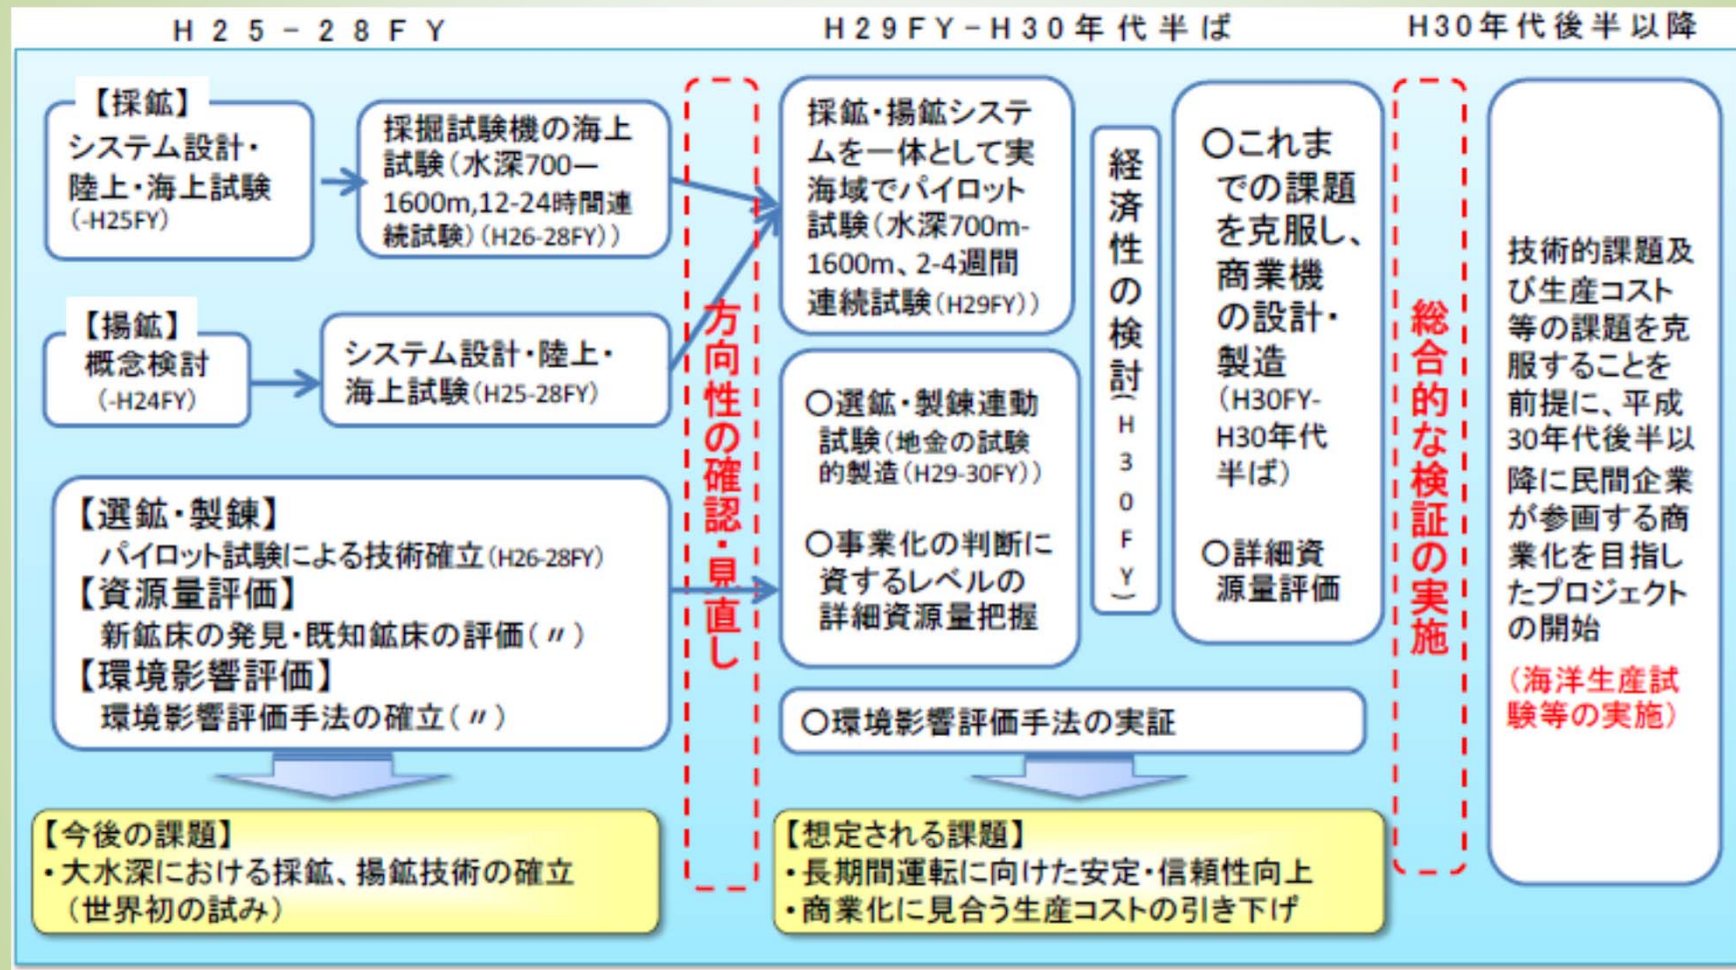 H25-28FY
H29FY-H30年代半ば
H30年代後半以降
【採鉱】
システム設計・
陸上・海上試験
(-H25FY)
採掘試験機の海上
試験(水深700―
1600m,12-24時間連
続試験)(H26-28FY))
【揚鉱】
概念検討
(-H24FY)
システム設計・陸上・
海上試験(H25-28FY)
【選鉱・製錬】
パイロット試験による技術確立(H26-28FY)
【資源量評価】
新鉱床の発見・既知鉱床の評価(〃)
【環境影響評価】
環境影響評価手法の確立(〃)
【今後の課題】
・大水深における採鉱、揚鉱技術の確立
(世界初の試み)
方向性の確認・見直し
採鉱・揚鉱システ
ムを一体として実
海域でパイロット
試験(水深700m-
1600m、2-4週間
連続試験(H29FY))
〇選鉱・製錬連動
試験(地金の試験
的製造(H29-30FY))
〇事業化の判断に
資するレベルの
詳細資源量把握
経済性の検討(H30FY)
〇これま
での課題
を克服し、
商業機
の設計・
製造
(H30FY-
H30年代
半ば)
〇詳細資
源量評価
〇環境影響評価手法の実証
【想定される課題】
・長期間運転に向けた安定・信頼性向上
・商業化に見合う生産コストの引き下げ
総合的な検証の実施
技術的課題及
び生産コスト
等の課題を克
服することを
前提に、平成
30年代後半以
降に民間企業
が参画する商
業化を目指し
たプロジェクト
の開始
(海洋生産試
験等の実施)